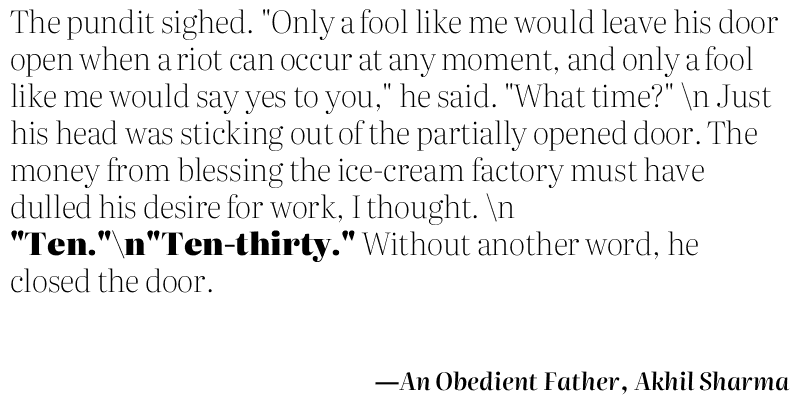 The pundit sighed. "Only a fool like me would leave his door
open when a riot can occur at any moment, and only a fool
like me would say yes to you," he said. "What time?" \n Just
his head was sticking out of the partially opened door. The
money from blessing the ice-cream factory must have
dulled his desire for work, I thought. \n
"Ten."\n"Ten-thirty." Without another word, he
closed the door.
—An Obedient Father, Akhil Sharma